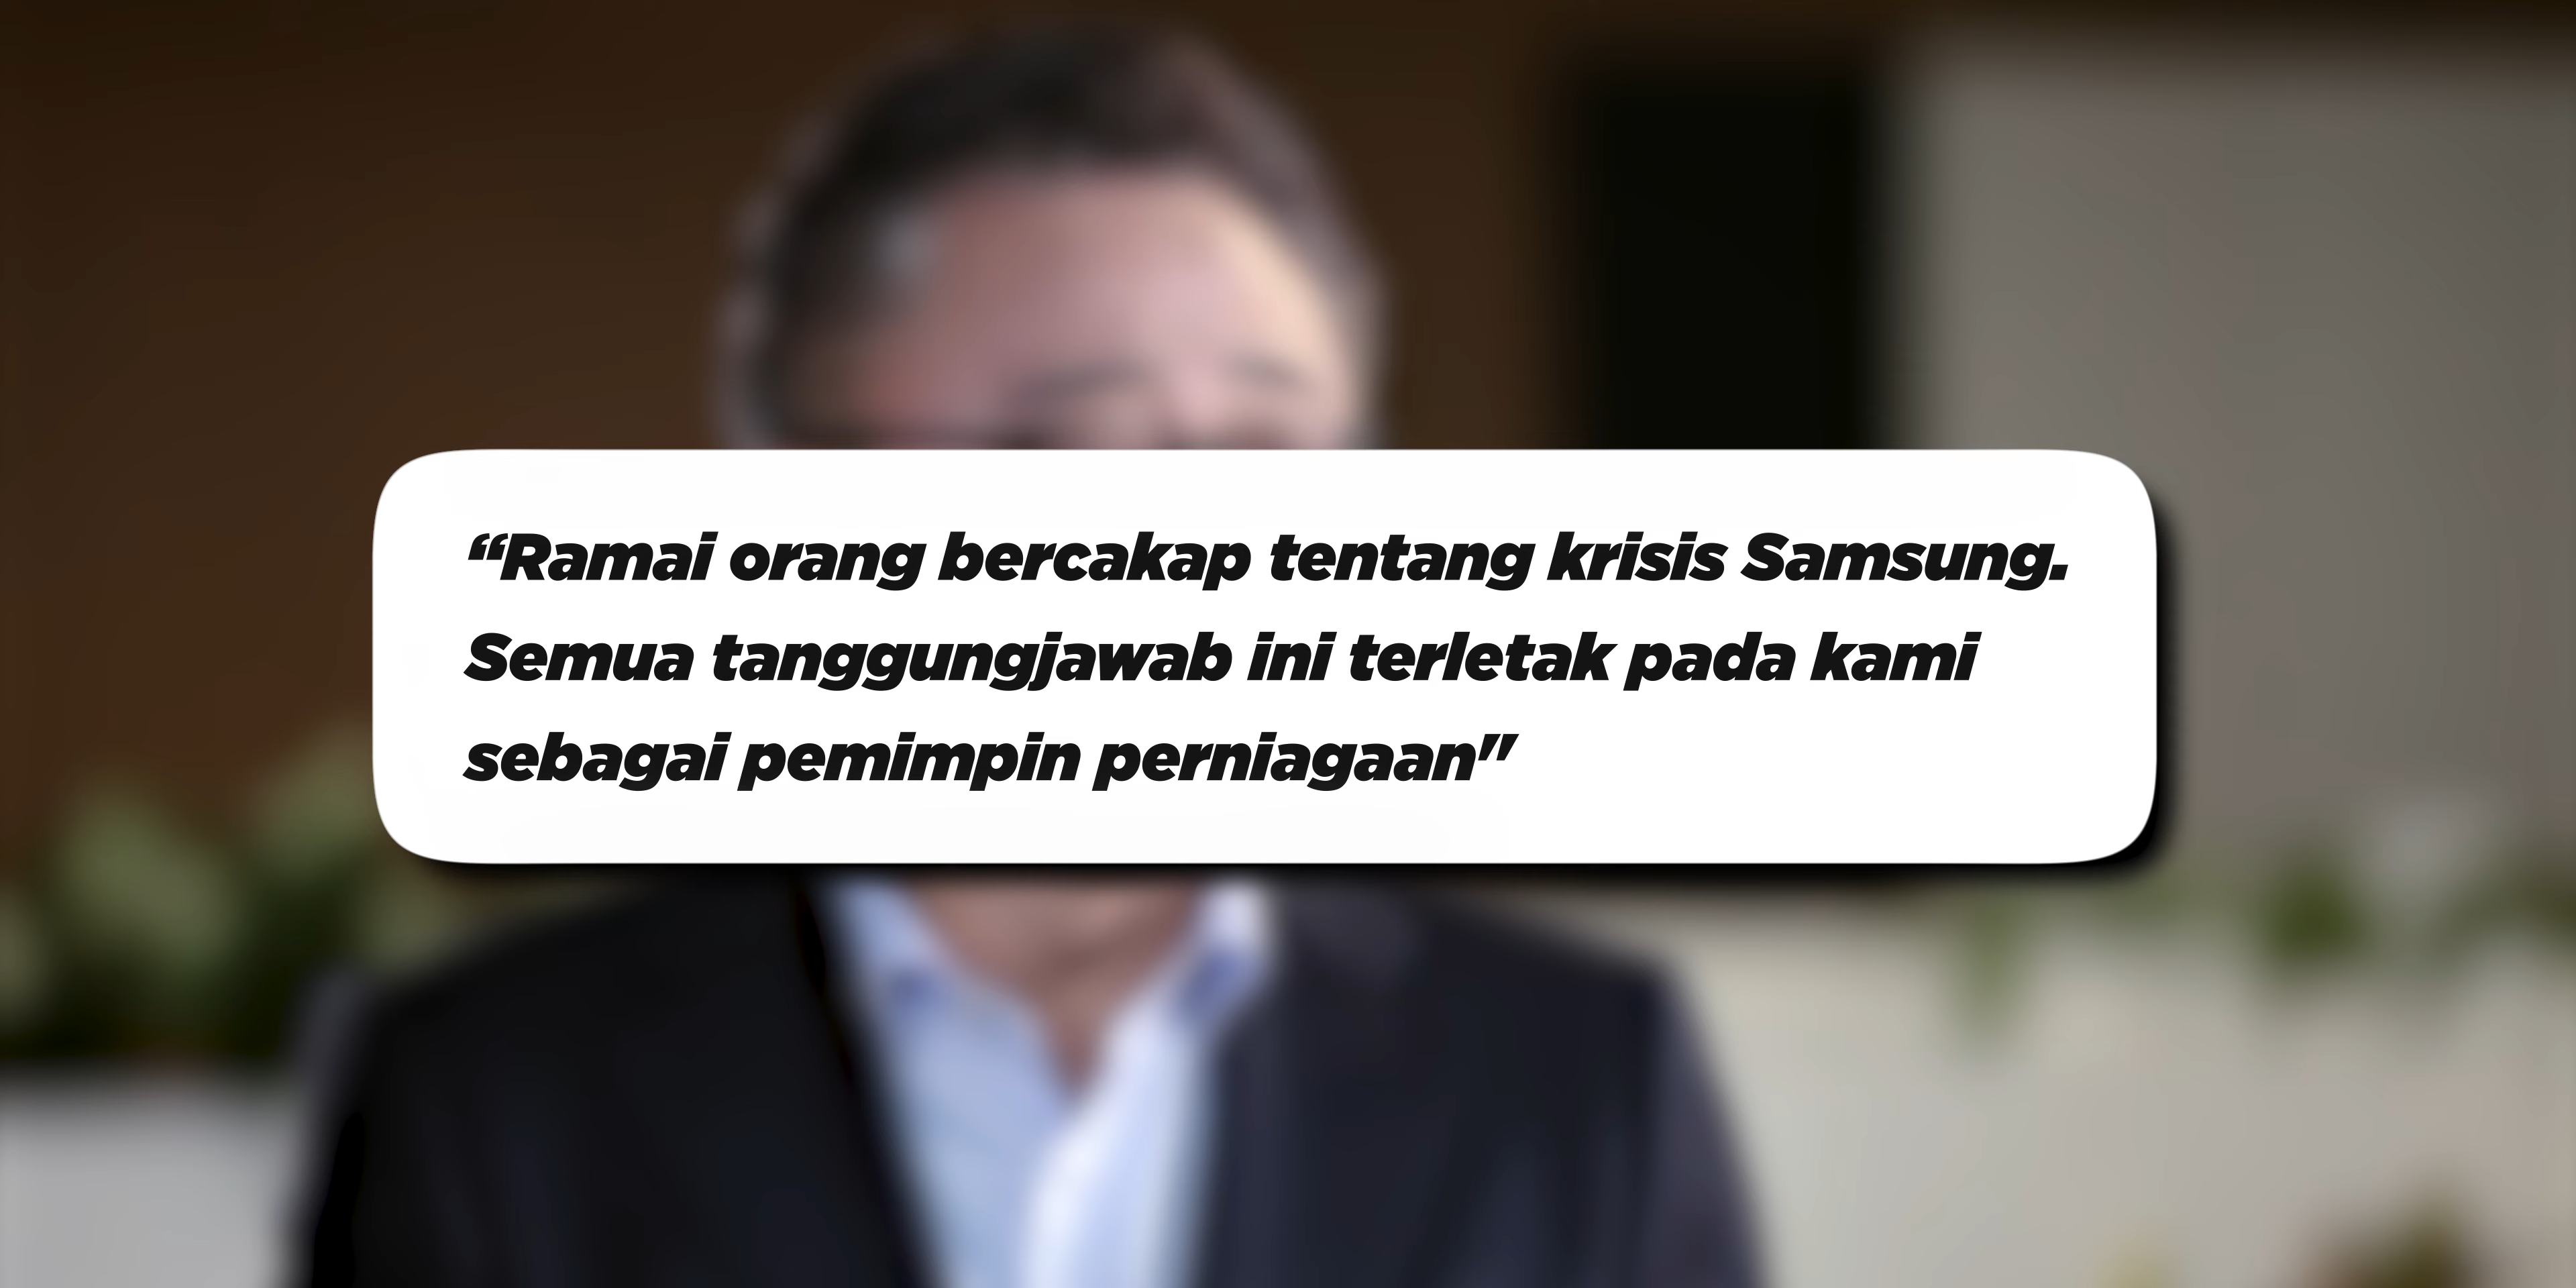 “Ramai orang bercakap tentang krisis Samsung.
Semua tanggungjawab ini terletak pada kami
sebagai pemimpin perniagaan"